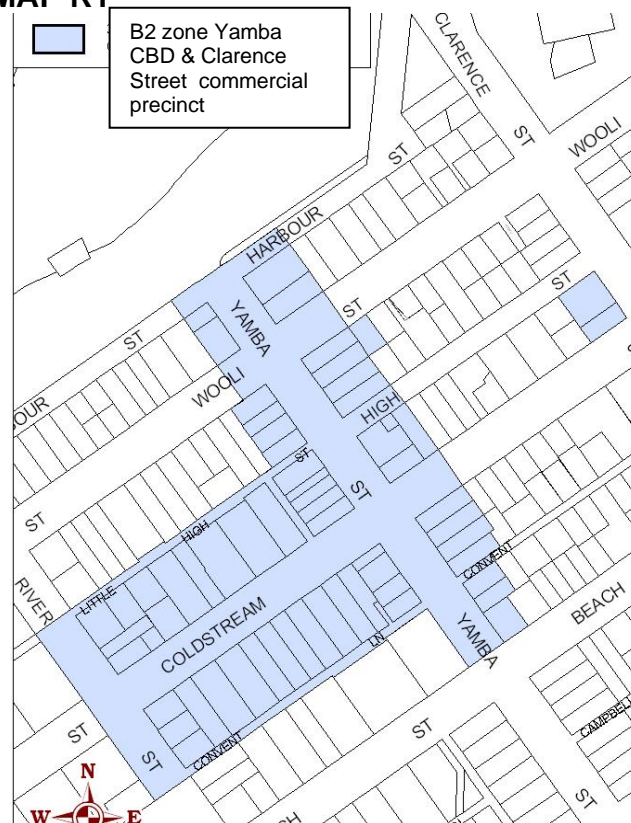 B2 zone Yamba
CBD & Clarence
Street commercial
precinct
CLARENCE
ST
WOOLI
ST
HARBOUR
YAMBA
ST
ST
ST
WOOLI
HIGH
ST
ST
HIGH
ST
RIVER
LITTLE
COLDSTREAM
CONVENT
BEACH
YAMBA
LN
ST
CAMPBELL
ST
ST
CONVENT
ST
N
W E